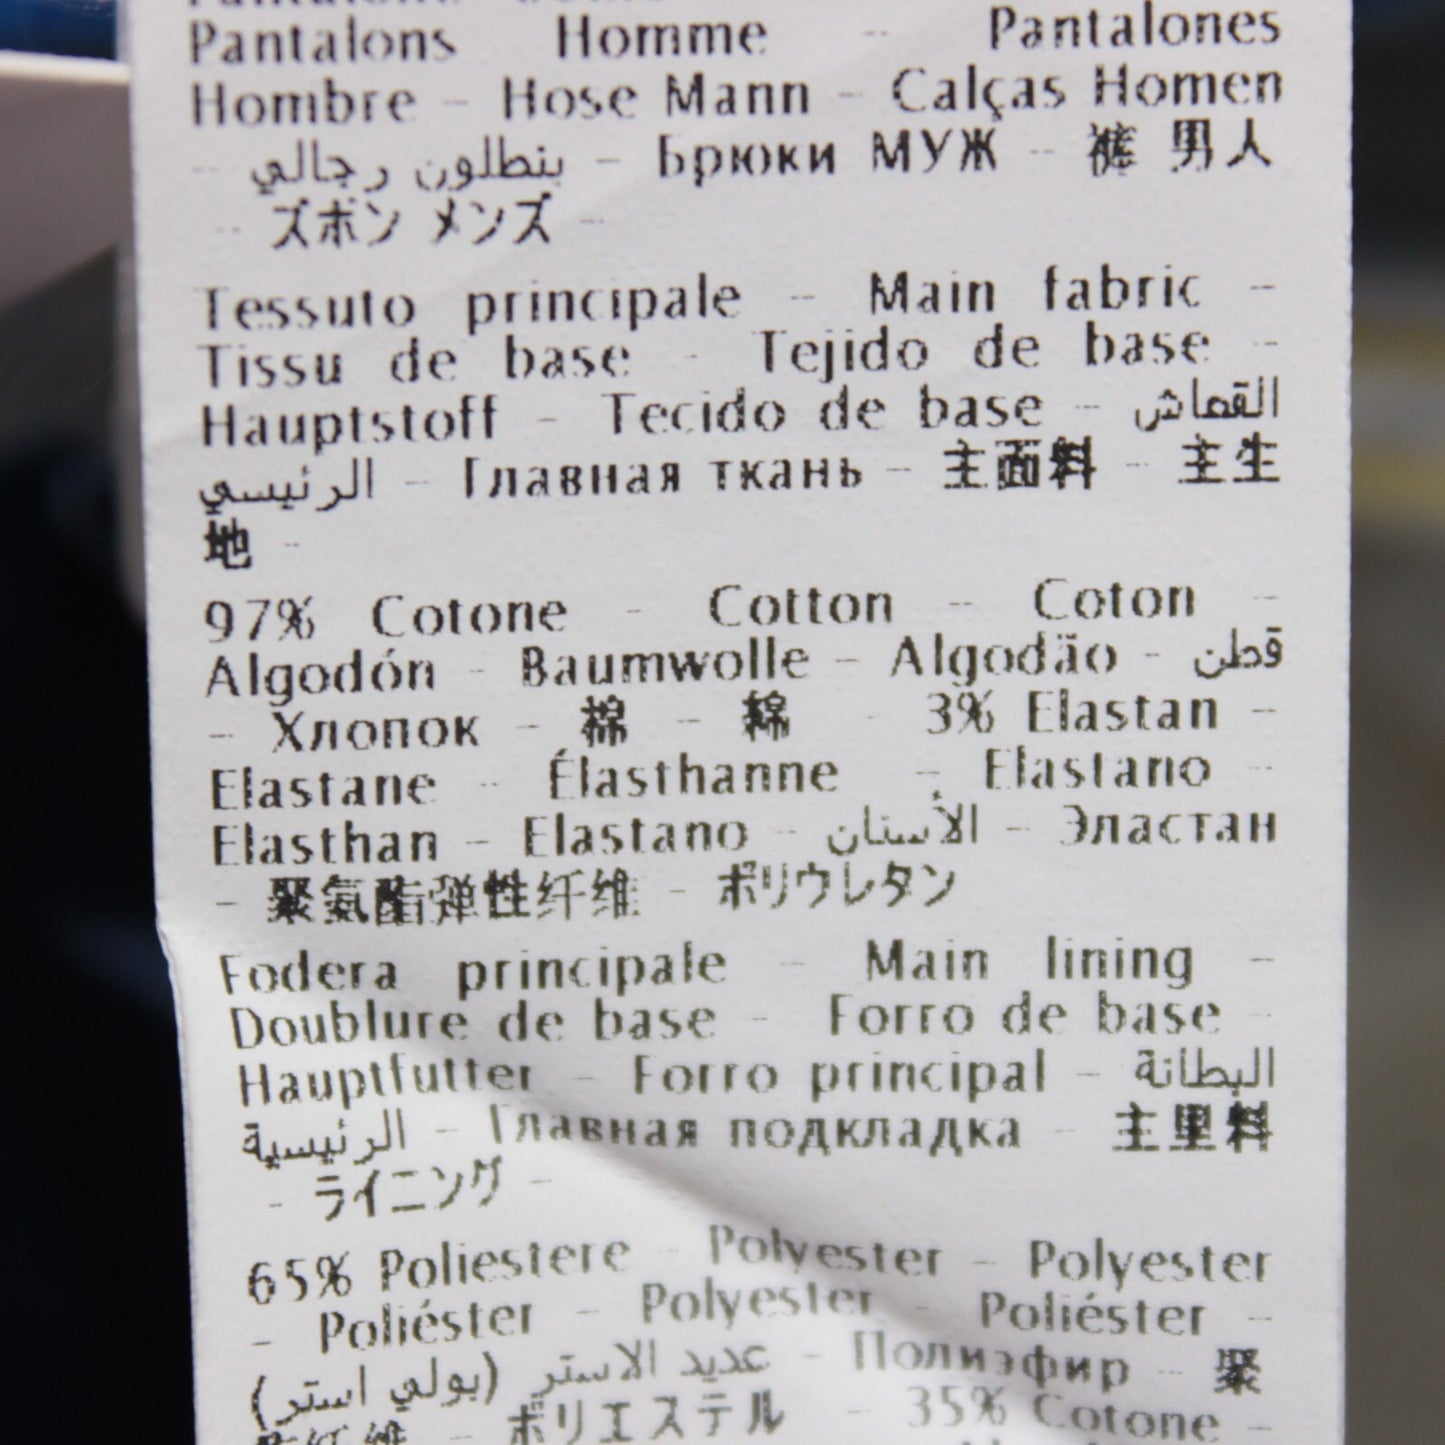 Pantalons Homme - Pantalones
Hombre - Hose Mann - Calças Homen
- بنطلون رجالي - Брюки МУЖ - 裤 男人
- ズボン メンズ -
Tessuto principale - Main fabric -
Tissu de base - Tejido de base -
Hauptstoff - Tecido de base - القماش
الرئيسي - Главная ткань - 主面料 - 主生
地 -
97% Cotone - Cotton - Coton -
Algodón - Baumwolle - Algodão - قطن
- Хлопок - 棉 - 綿 - 3% Elastan -
Elastane - Élasthanne - Elastano -
Elasthan - Elastano - الأستان - Эластан
- 聚氨酯弹性纤维 - ポリウレタン
Fodera principale - Main lining -
Doublure de base - Forro de base -
Hauptfutter - Forro principal - البطانة
الرئيسية - Главная подкладка - 主里料
- ライニング -
65% Poliestere - Polyester - Polyester
- Poliéster - Polyester - Poliéster -
عديد الاستر (بولي استر) - Полиэфир - 聚
ポリエステル - 35% Cotone -